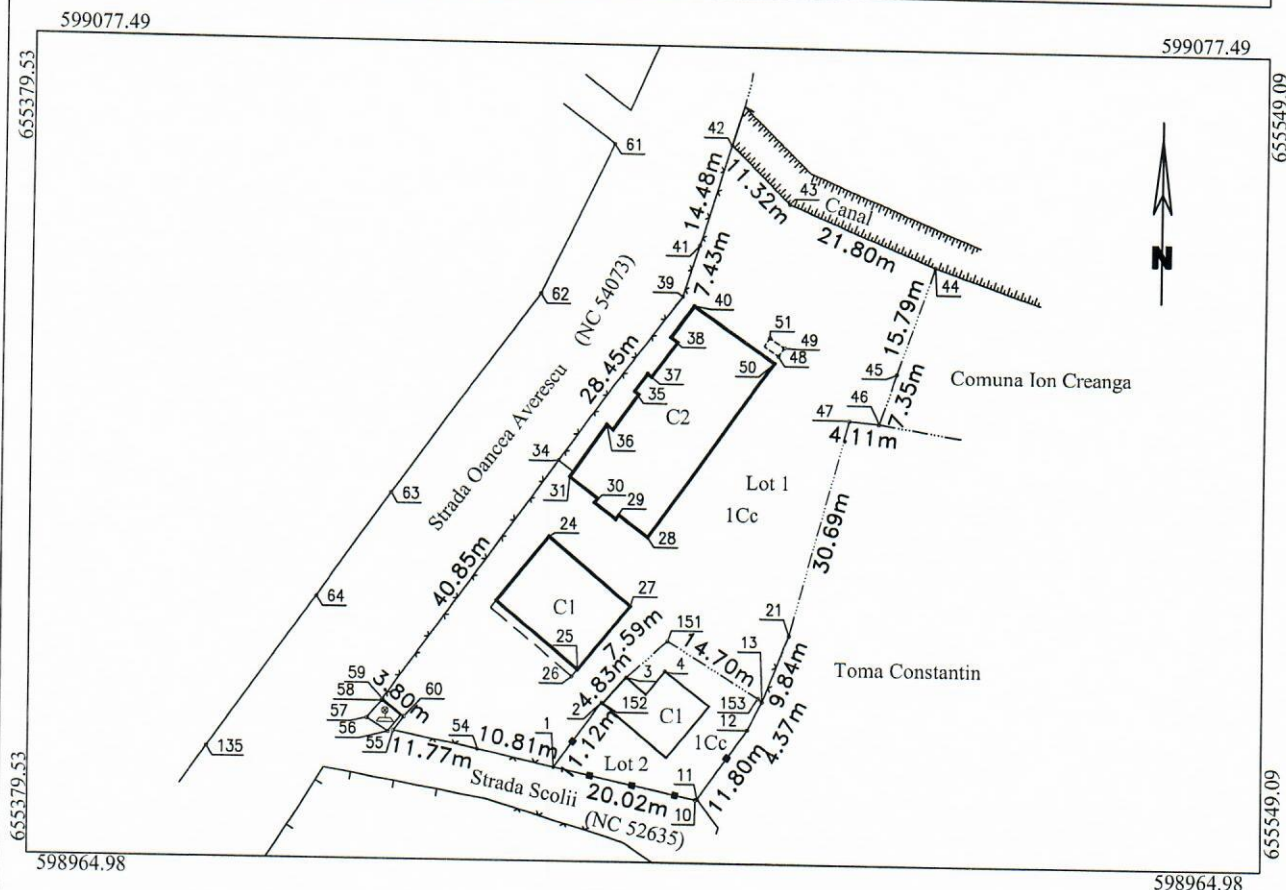 599077.49
599077.49
655379.53
655549.09
61
42
43
Canal
14.48m
11.32m
21.80m
41
7.43m
39
40
44
62
(NC 54073)
51
49
48
38
50
15.79m
N
37
35
28.45m
C2
45
46
7.35m
Comuna Ion Creanga
47
4.11m
36
34
31
30
29
Lot 1
1Cc
63
Strada Oancea Averescu
28
24
30.69m
40.85m
64
C1
27
7.59m
151
21
25
26
14.70m
13
9.84m
Toma Constantin
4.83m
3
4
59
58
3.80m
60
57
56
55
2
152
C1
153
12
1Cc
4.37m
135
54
10.81m
1
11.12m
11.77m
Lot 2
11
10
11.80m
Strada Scolii
20.02m
(NC 52635)
655379.53
655549.09
598964.98
598964.98